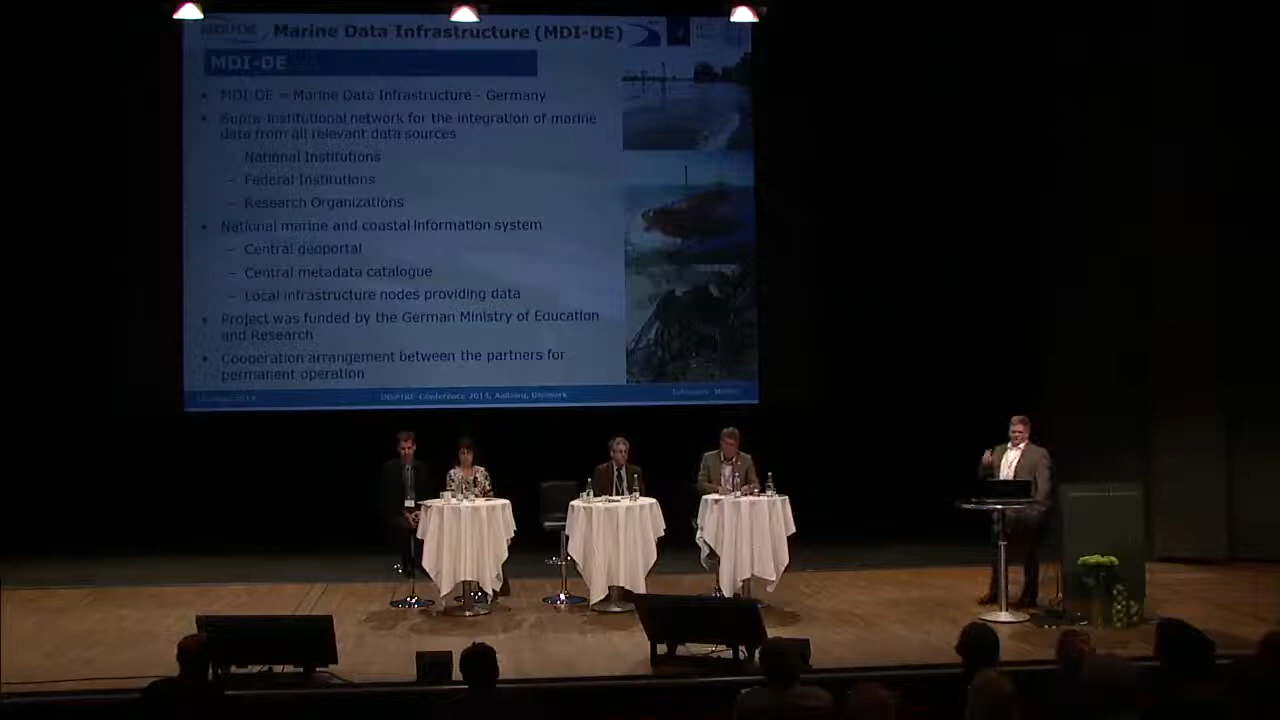 Marine Data Infrastructure (MDI-DE)
MDI-DE
• MDI-DE = Marine Data Infrastructure - Germany
• Supra-institutional network for the integration of marine
data from all relevant data sources
– National Institutions
– Federal Institutions
– Research Organizations
• National marine and coastal information system
– Central geoportal
– Central metadata catalogue
– Local infrastructure nodes providing data
• Project was funded by the German Ministry of Education
and Research
• Cooperation arrangement between the partners for
permanent operation
INSPIRE Conference 2014, Aalborg, Denmark